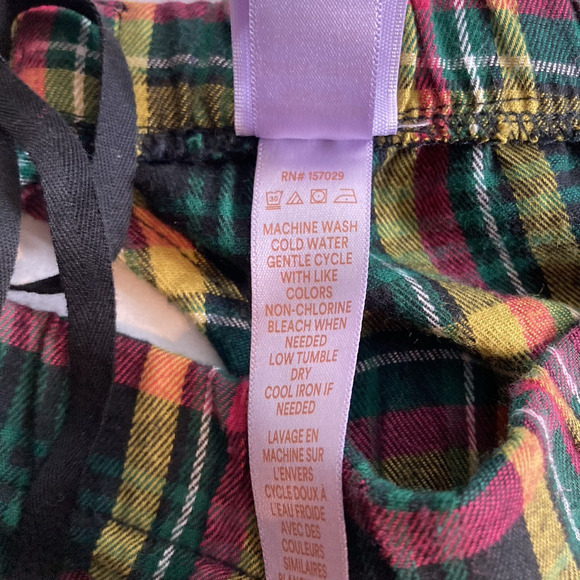 RN# 157029
30
MACHINE WASH
COLD WATER
GENTLE CYCLE
WITH LIKE
COLORS
NON-CHLORINE
BLEACH WHEN
NEEDED
LOW TUMBLE
DRY
COOL IRON IF
NEEDED
LAVAGE EN
MACHINE SUR
L'ENVERS
CYCLE DOUX À
L'EAU FROIDE
AVEC DES
COULEURS
SIMILAIRES